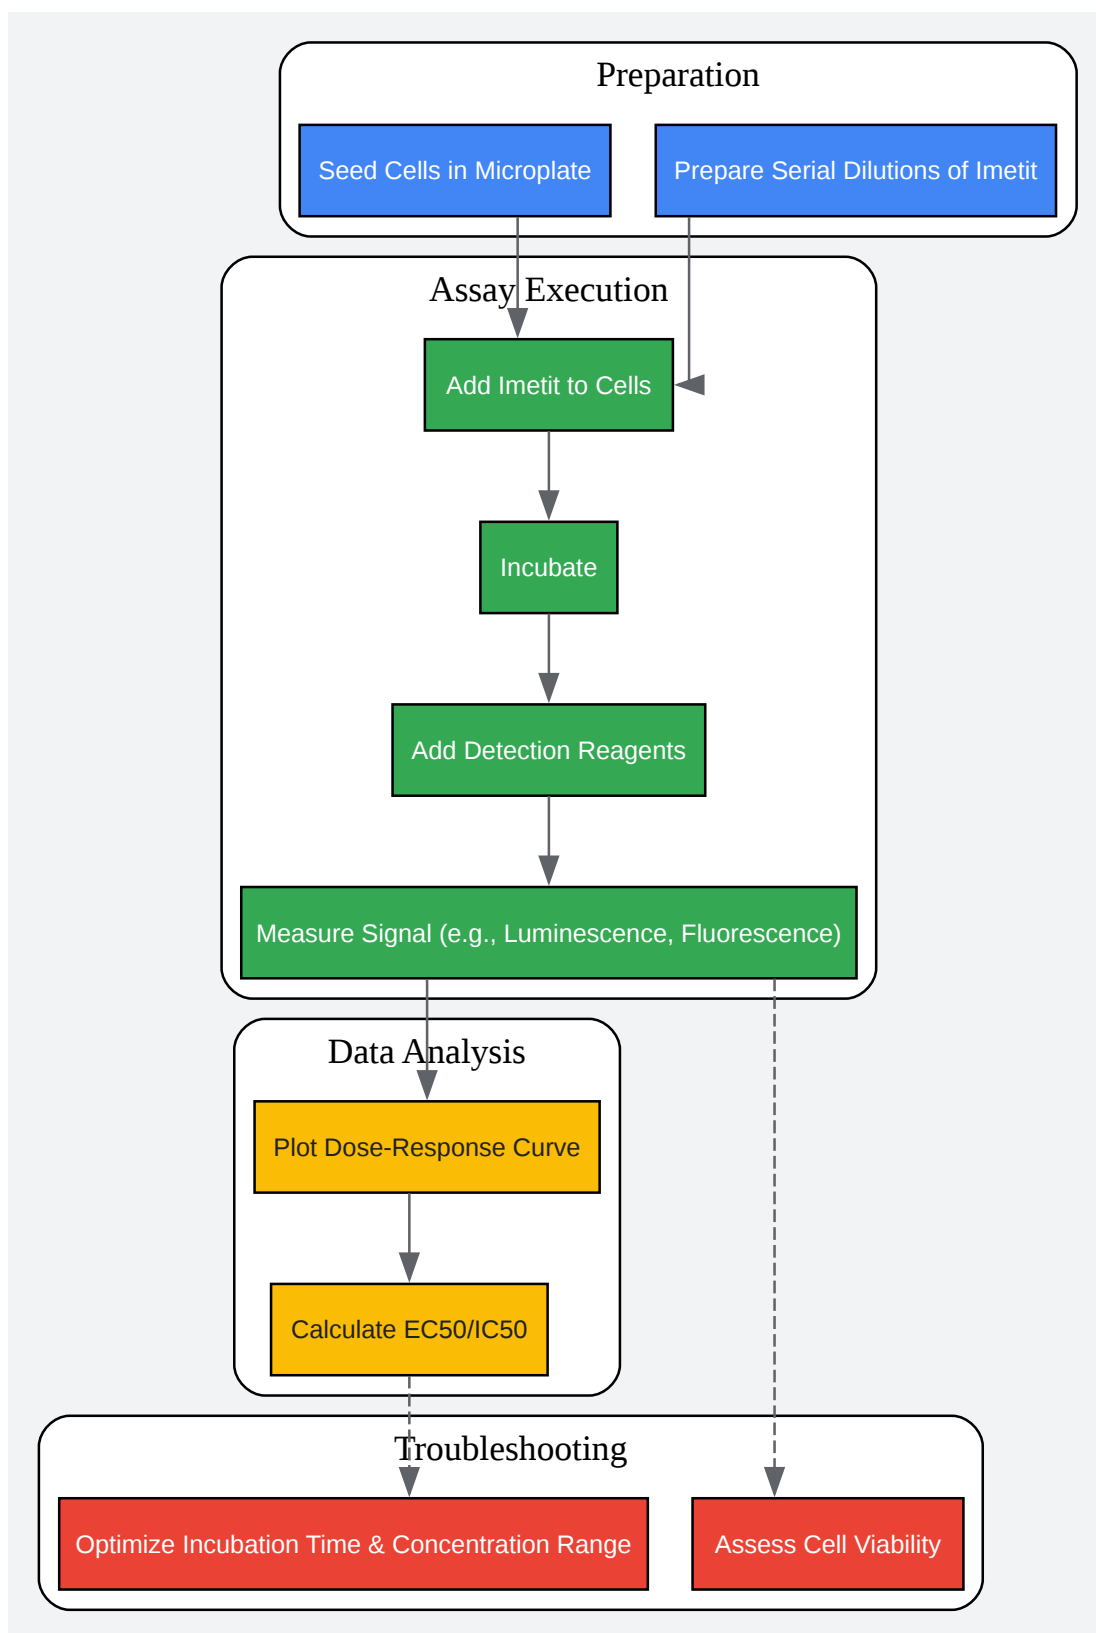 Preparation
Seed Cells in Microplate
Prepare Serial Dilutions of Imetit
Assay Execution
Add Imetit to Cells
Incubate
Add Detection Reagents
Measure Signal (e.g., Luminescence, Fluorescence)
Data Analysis
Plot Dose-Response Curve
Calculate EC50/IC50
Troubleshooting
Optimize Incubation Time & Concentration Range
Assess Cell Viability